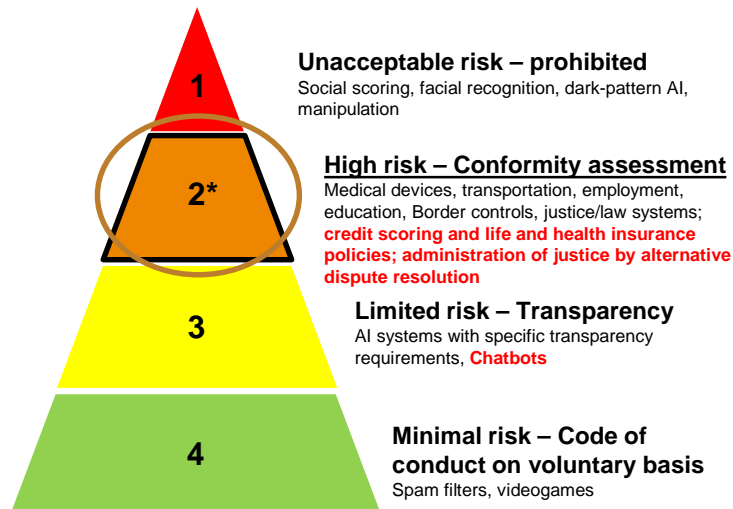 1
Unacceptable risk – prohibited
Social scoring, facial recognition, dark-pattern AI,
manipulation
2*
High risk – Conformity assessment
Medical devices, transportation, employment,
education, Border controls, justice/law systems;
credit scoring and life and health insurance
policies; administration of justice by alternative
dispute resolution
3
Limited risk – Transparency
AI systems with specific transparency
requirements, Chatbots
4
Minimal risk – Code of
conduct on voluntary basis
Spam filters, videogames